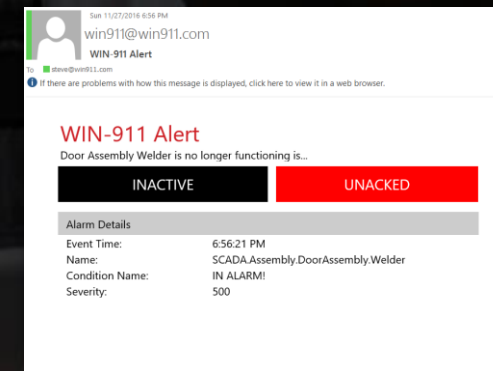 Sun 11/27/2016 6:56 PM
win911@win911.com
WIN-911 Alert
To steve@win911.com
If there are problems with how this message is displayed, click here to view it in a web browser.
WIN-911 Alert
Door Assembly Welder is no longer functioning is...
INACTIVE UNACKED
Alarm Details
Event Time: 6:56:21 PM
Name: SCADA.Assembly.DoorAssembly.Welder
Condition Name: IN ALARM!
Severity: 500